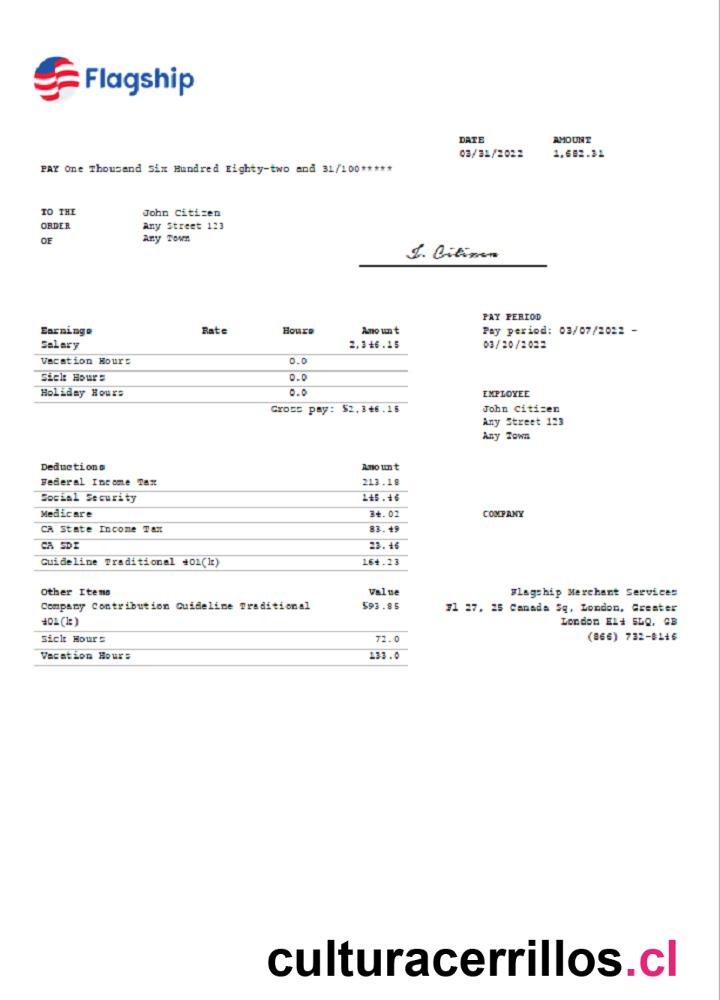 Flagship
DATE AMOUNT
03/31/2022 1,682.31
PAY One Thousand Six Hundred Eighty-two and 31/100*****
TO THE John Citizen
ORDER Any Street 123
OF Any Town
I. Citizen
PAY PERIOD
Earnings Rate Hours Amount Pay period: 03/07/2022 -
Salary 2,346.15 03/20/2022
Vacation Hours 0.0
Sick Hours 0.0
Holiday Hours 0.0 EMPLOYEE
Gross pay: $2,346.15 John Citizen
Any Street 123
Any Town
Deductions Amount
Federal Income Tax 213.18
Social Security 145.46
Medicare 34.02 COMPANY
CA State Income Tax 83.49
CA SDI 23.46
Guideline Traditional 401(k) 164.23
Other Items Value Flagship Merchant Services
Company Contribution Guideline Traditional $93.85 Fl 27, 25 Canada Sq, London, Greater
401(k) London E14 5LQ, GB
Sick Hours 72.0 (866) 732-8146
Vacation Hours 133.0
culturacerrillos.cl